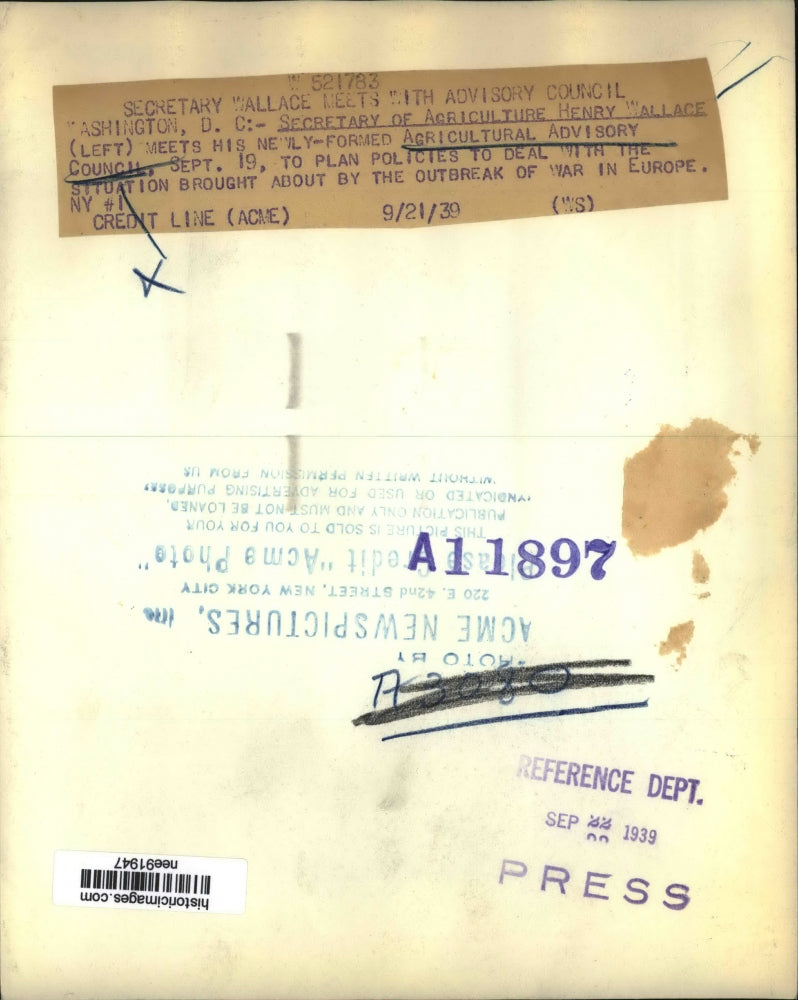 W 521783
SECRETARY WALLACE MEETS WITH ADVISORY COUNCIL
WASHINGTON, D. C:- SECRETARY OF AGRICULTURE HENRY WALLACE
(LEFT) MEETS HIS NEWLY-FORMED AGRICULTURAL ADVISORY
COUNCIL, SEPT. 19, TO PLAN POLICIES TO DEAL WITH THE
SITUATION BROUGHT ABOUT BY THE OUTBREAK OF WAR IN EUROPE.
NY #1
CREDIT LINE (ACME) 9/21/39 (WS)
X
PHOTO BY
ACME NEWSPICTURES, Inc
220 E. 42nd STREET, NEW YORK CITY
Please Credit "Acme Photo"
THIS PICTURE IS SOLD TO YOU FOR YOUR
PUBLICATION ONLY AND MUST NOT BE LOANED,
SYNDICATED OR USED FOR ADVERTISING PURPOSES
WITHOUT WRITTEN PERMISSION FROM US
A11897
A3080
REFERENCE DEPT.
SEP 22 1939
PRESS
historicimages.com
nee91947